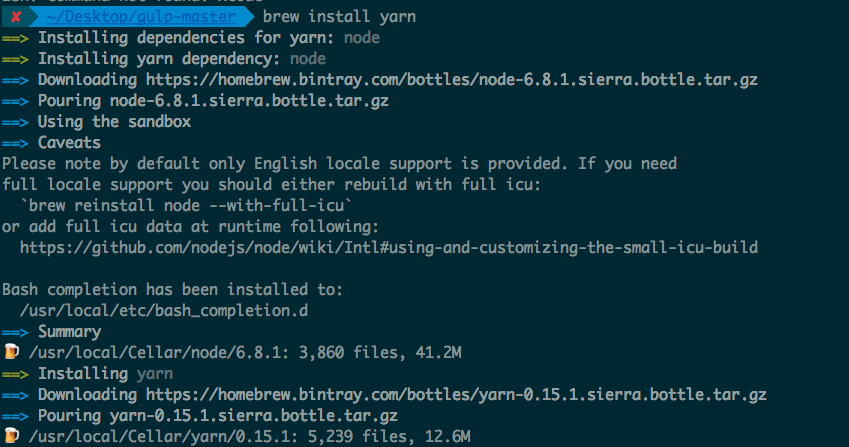 ✘ ~/Desktop/gulp-master brew install yarn
==> Installing dependencies for yarn: node
==> Installing yarn dependency: node
==> Downloading https://homebrew.bintray.com/bottles/node-6.8.1.sierra.bottle.tar.gz
==> Pouring node-6.8.1.sierra.bottle.tar.gz
==> Using the sandbox
==> Caveats
Please note by default only English locale support is provided. If you need
full locale support you should either rebuild with full icu:
  `brew reinstall node --with-full-icu`
or add full icu data at runtime following:
  https://github.com/nodejs/node/wiki/Intl#using-and-customizing-the-small-icu-build

Bash completion has been installed to:
  /usr/local/etc/bash_completion.d
==> Summary
🍺 /usr/local/Cellar/node/6.8.1: 3,860 files, 41.2M
==> Installing yarn
==> Downloading https://homebrew.bintray.com/bottles/yarn-0.15.1.sierra.bottle.tar.gz
==> Pouring yarn-0.15.1.sierra.bottle.tar.gz
🍺 /usr/local/Cellar/yarn/0.15.1: 5,239 files, 12.6M